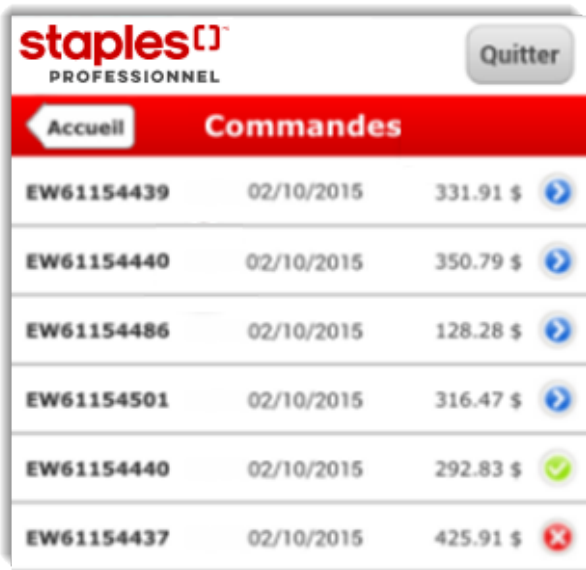 staples™
PROFESSIONNEL
Quitter
Accueil Commandes
EW61154439 02/10/2015 331.91 $
EW61154440 02/10/2015 350.79 $
EW61154486 02/10/2015 128.28 $
EW61154501 02/10/2015 316.47 $
EW61154440 02/10/2015 292.83 $
EW61154437 02/10/2015 425.91 $